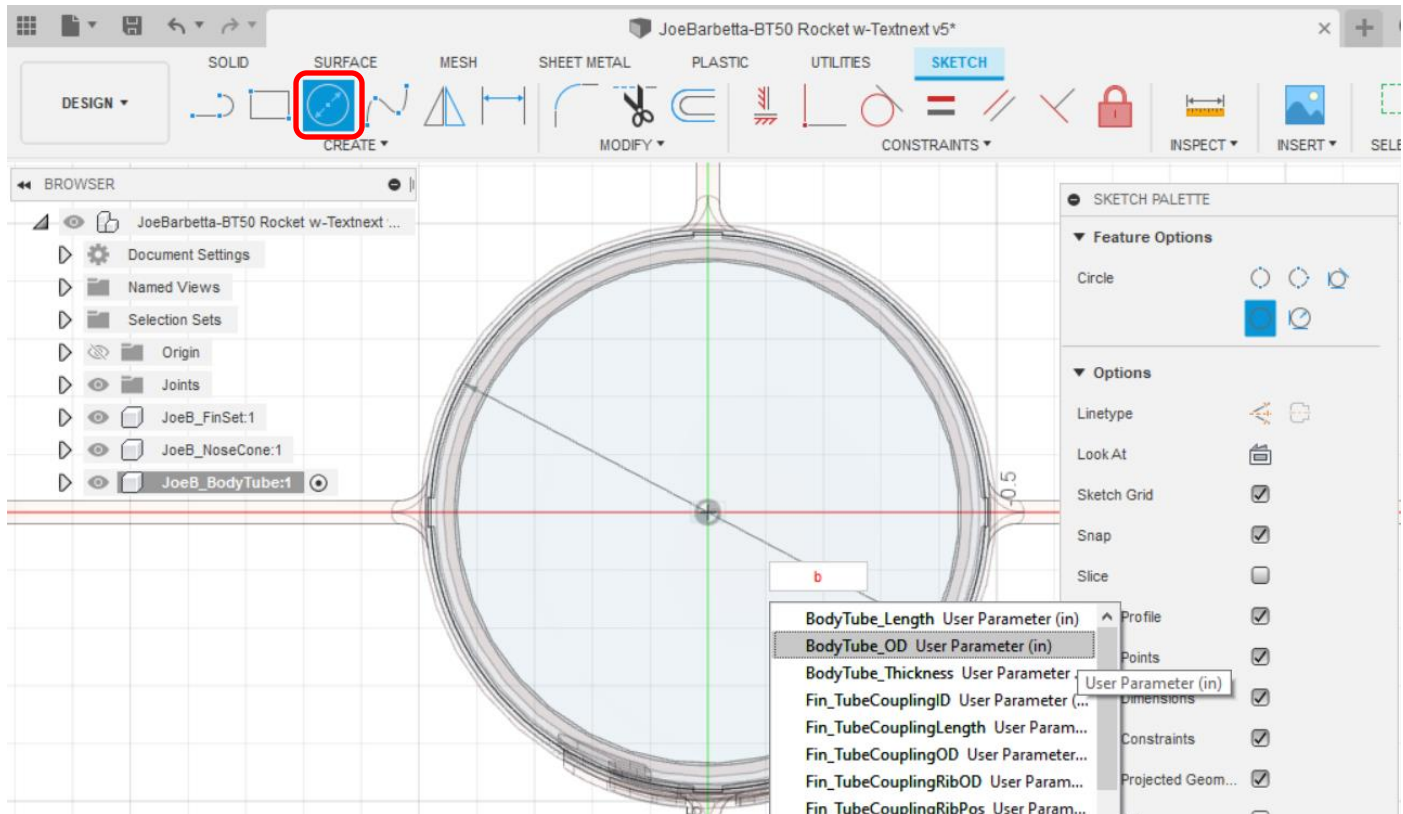 JoeBarbetta-BT50 Rocket w-Textnext v5*
SOLID SURFACE MESH SHEET METAL PLASTIC UTILITIES SKETCH
DESIGN
CREATE MODIFY CONSTRAINTS INSPECT INSERT SELE
BROWSER
JoeBarbetta-BT50 Rocket w-Textnext ...
Document Settings
Named Views
Selection Sets
Origin
Joints
JoeB_FinSet:1
JoeB_NoseCone:1
JoeB_BodyTube:1
-0.5
b
BodyTube_Length User Parameter (in)
BodyTube_OD User Parameter (in)
BodyTube_Thickness User Parameter
Fin_TubeCouplingID User Parameter (...
Fin_TubeCouplingLength User Param...
Fin_TubeCouplingOD User Parameter...
Fin_TubeCouplingRibOD User Param...
Fin_TubeCouplingRibPos User Param...
User Parameter (in)
SKETCH PALETTE
Feature Options
Circle
Options
Linetype
Look At
Sketch Grid
Snap
Slice
Profile
Points
Dimensions
Constraints
Projected Geom...